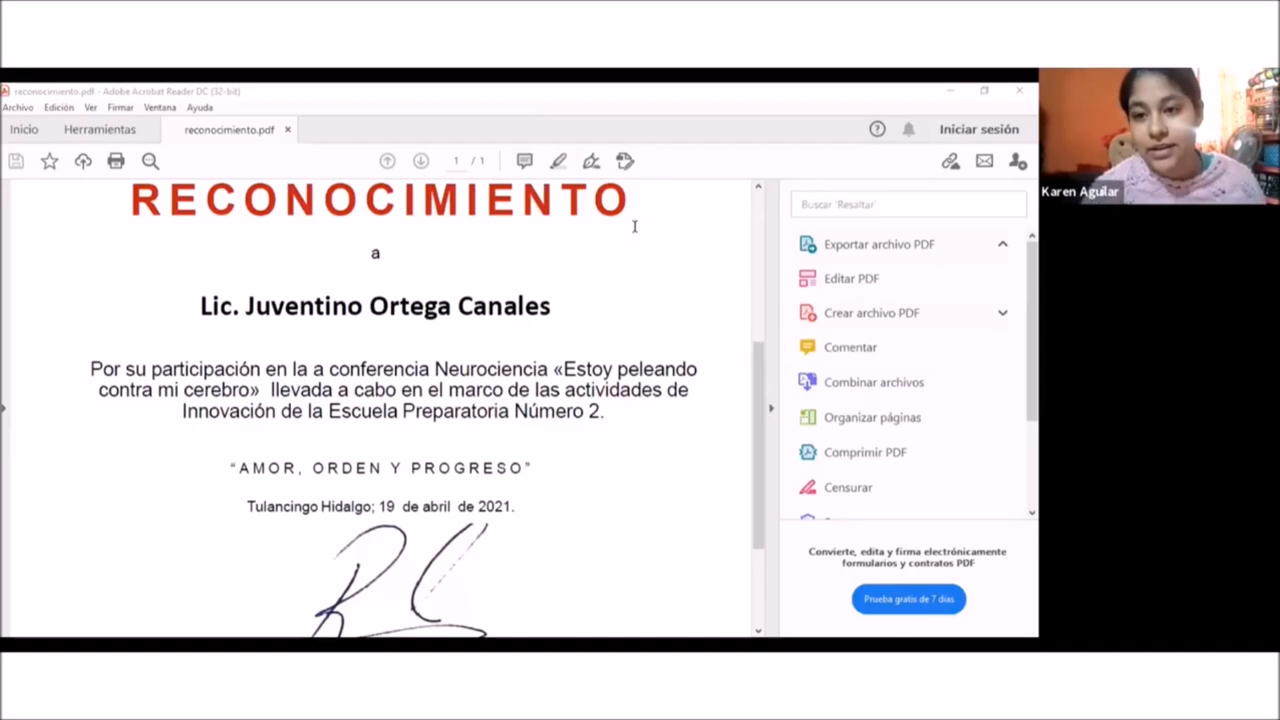 reconocimiento.pdf - Adobe Acrobat Reader DC (32-bit)
Archivo Edición Ver Firmar Ventana Ayuda
Inicio Herramientas reconocimiento.pdf × Iniciar sesión
1 / 1
Karen Aguilar
RECONOCIMIENTO
a
Lic. Juventino Ortega Canales
Por su participación en la a conferencia Neurociencia «Estoy peleando
contra mi cerebro» llevada a cabo en el marco de las actividades de
Innovación de la Escuela Preparatoria Número 2.
“AMOR, ORDEN Y PROGRESO”
Tulancingo Hidalgo; 19 de abril de 2021.
Buscar 'Resaltar'
Exportar archivo PDF
Editar PDF
Crear archivo PDF
Comentar
Combinar archivos
Organizar páginas
Comprimir PDF
Censurar
Convierte, edita y firma electrónicamente
formularios y contratos PDF
Prueba gratis de 7 días